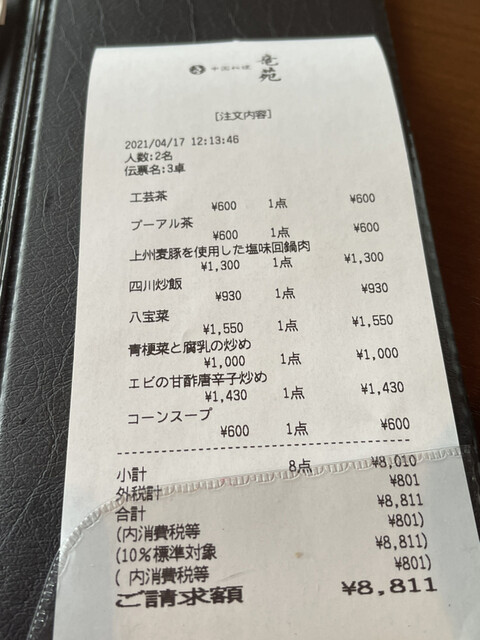 中国料理 竜苑
[注文内容]
2021/04/17 12:13:46
人数:2名
伝票名:3卓
工芸茶
¥600 1点 ¥600
プーアル茶
¥600 1点 ¥600
上州麦豚を使用した塩味回鍋肉
¥1,300 1点 ¥1,300
四川炒飯
¥930 1点 ¥930
八宝菜
¥1,550 1点 ¥1,550
青梗菜と腐乳の炒め
¥1,000 1点 ¥1,000
エビの甘酢唐辛子炒め
¥1,430 1点 ¥1,430
コーンスープ
¥600 1点 ¥600
小計 8点 ¥8,010
外税計 ¥801
合計 ¥8,811
(内消費税等 ¥801)
(10%標準対象 ¥8,811)
( 内消費税等 ¥801)
ご請求額 ¥8,811